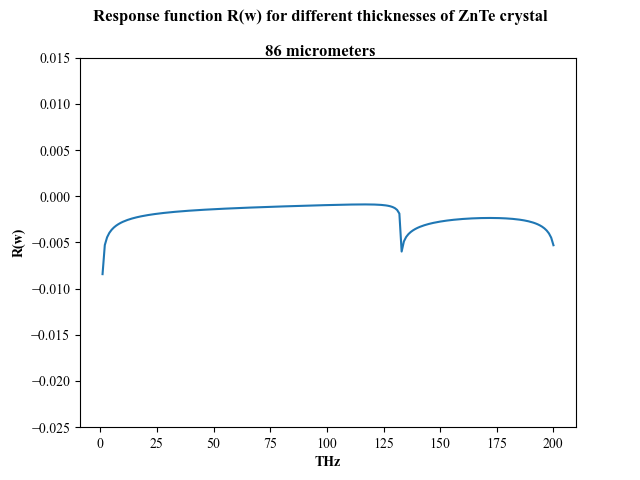 Response function R(w) for different thicknesses of ZnTe crystal
86 micrometers
0.015
0.010
0.005
0.000
−0.005
−0.010
−0.015
−0.020
−0.025
R(w)
0 25 50 75 100 125 150 175 200
THz